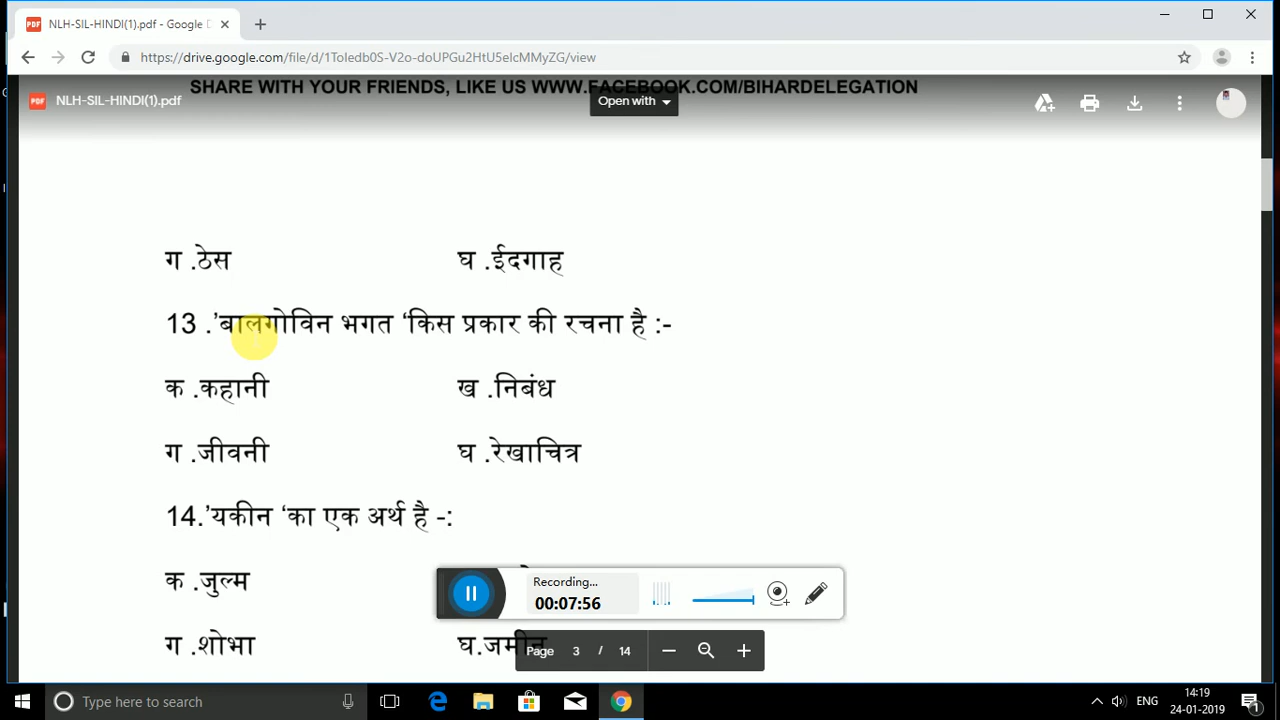 NLH-SIL-HINDI(1).pdf - Google
https://drive.google.com/file/d/1ToIedb0S-V2o-doUPGu2HtU5elcMMyZG/view
SHARE WITH YOUR FRIENDS, LIKE US WWW.FACEBOOK.COM/BIHARDELEGATION
NLH-SIL-HINDI(1).pdf
Open with
ग .ठेस घ .ईदगाह
13 .’बालगोविन भगत ‘किस प्रकार की रचना है :-
क .कहानी ख .निबंध
ग .जीवनी घ .रेखाचित्र
14.’यकीन ‘का एक अर्थ है -:
क .जुल्म
Recording...
00:07:56
ग .शोभा घ.जमीन
Page 3 / 14
Type here to search
ENG
14:19
24-01-2019